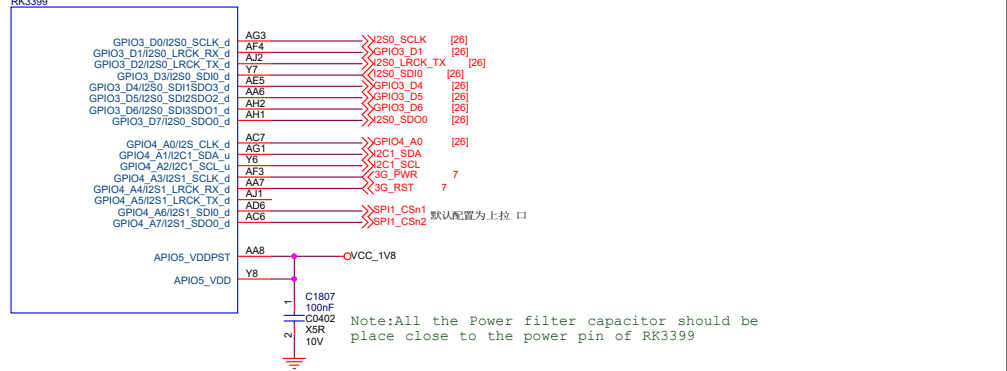 RK3399
GPIO3_D0/I2S0_SCLK_d AG3 I2S0_SCLK [26]
GPIO3_D1/I2S0_LRCK_RX_d AF4 GPIO3_D1 [26]
GPIO3_D2/I2S0_LRCK_TX_d AJ2 I2S0_LRCK_TX [26]
GPIO3_D3/I2S0_SDI0_d Y7 I2S0_SDI0 [26]
GPIO3_D4/I2S0_SDI1SDO3_d AE5 GPIO3_D4 [26]
GPIO3_D5/I2S0_SDI2SDO2_d AA6 GPIO3_D5 [26]
GPIO3_D6/I2S0_SDI3SDO1_d AH2 GPIO3_D6 [26]
GPIO3_D7/I2S0_SDO0_d AH1 I2S0_SDO0 [26]
GPIO4_A0/I2S_CLK_d AC7 GPIO4_A0 [26]
GPIO4_A1/I2C1_SDA_u AG1 I2C1_SDA
GPIO4_A2/I2C1_SCL_u Y6 I2C1_SCL
GPIO4_A3/I2S1_SCLK_d AF3 3G_PWR 7
GPIO4_A4/I2S1_LRCK_RX_d AA7 3G_RST 7
GPIO4_A5/I2S1_LRCK_TX_d AJ1
GPIO4_A6/I2S1_SDI0_d AD6 SPI1_CSn1 默认配置为上拉 口
GPIO4_A7/I2S1_SDO0_d AC6 SPI1_CSn2
APIO5_VDDPST AA8 VCC_1V8
APIO5_VDD Y8
1 C1807
100nF
C0402
2 X5R
10V
Note:All the Power filter capacitor should be
place close to the power pin of RK3399